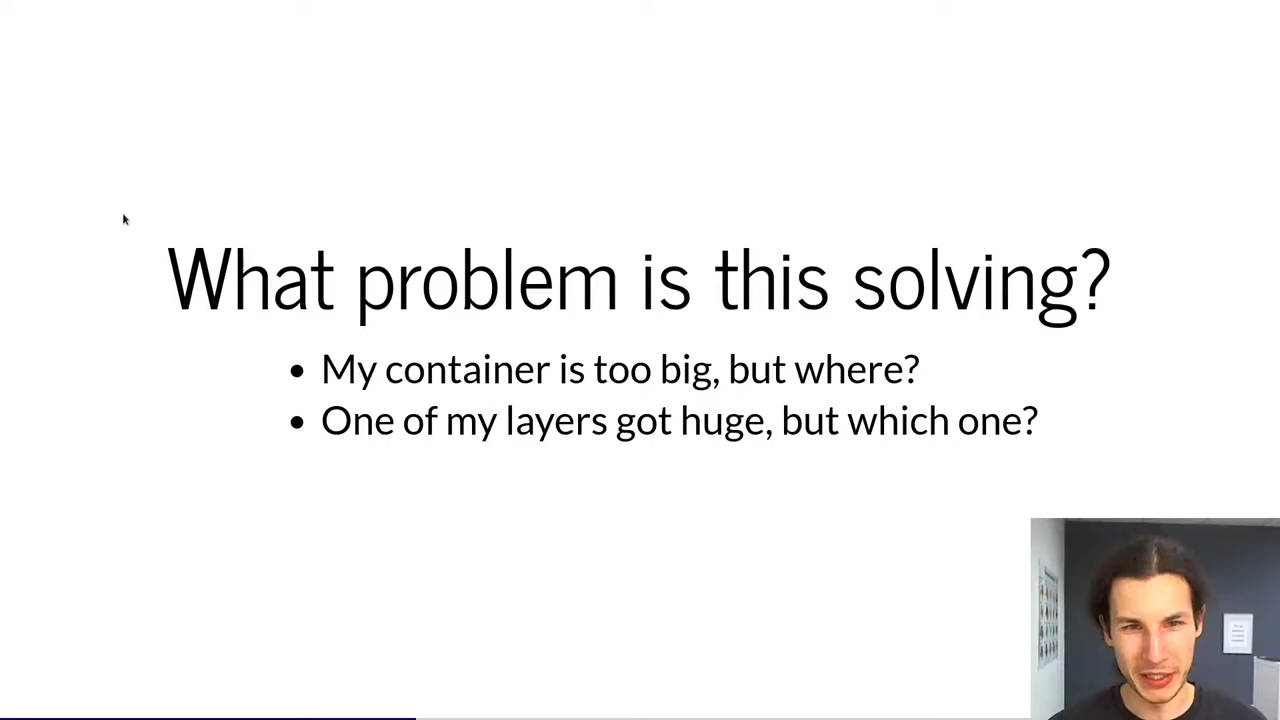 What problem is this solving?
• My container is too big, but where?
• One of my layers got huge, but which one?